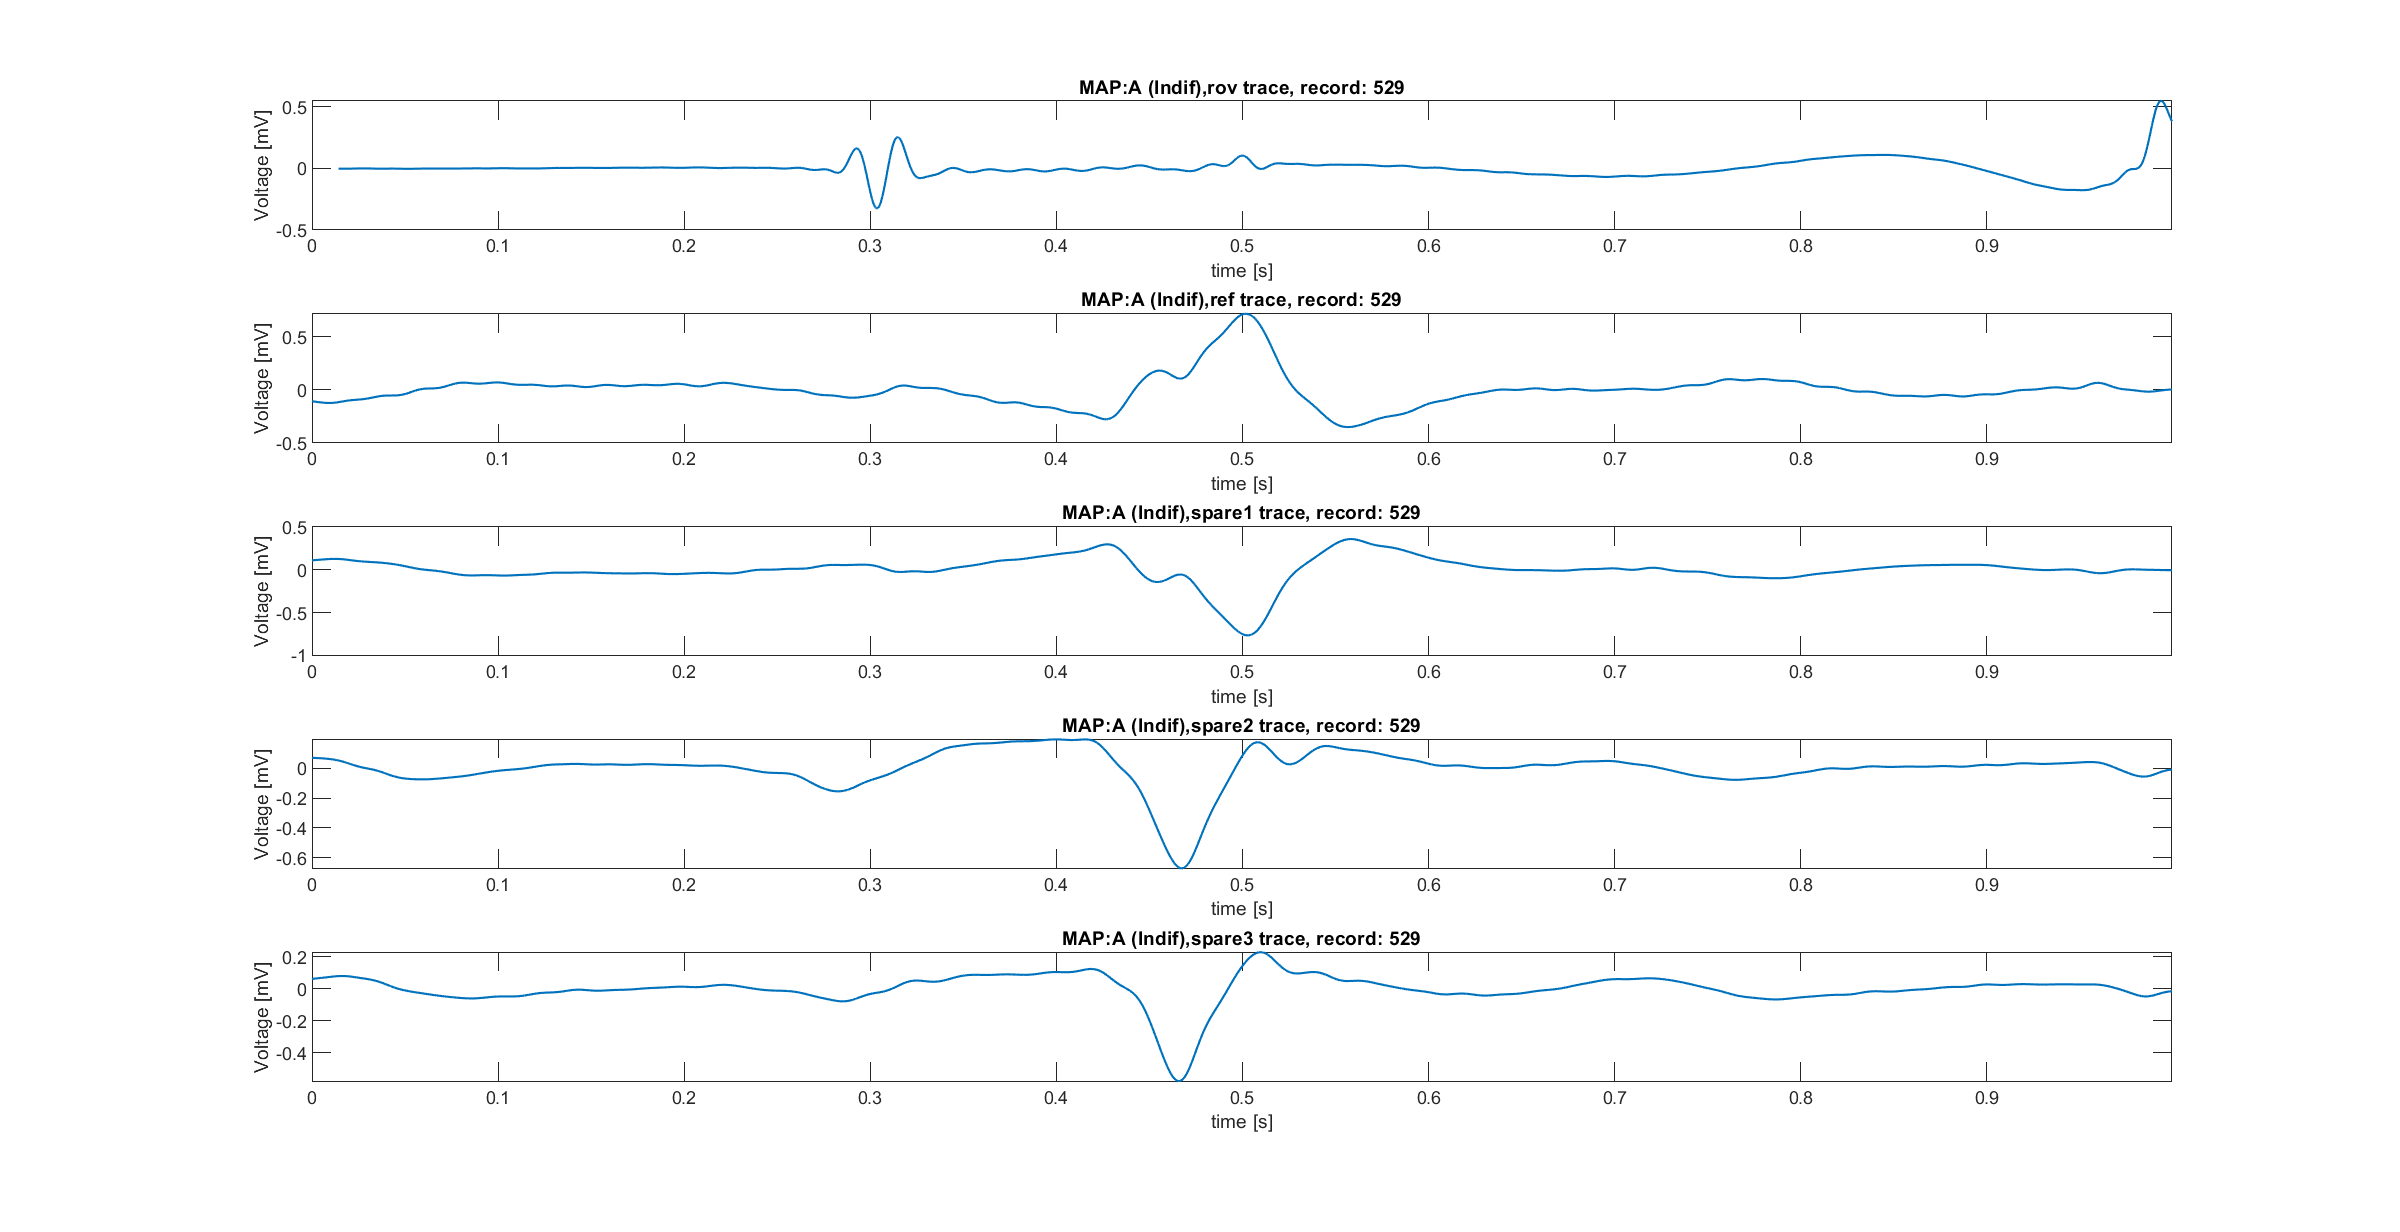 MAP:A (Indif),rov trace, record: 529
Voltage [mV]
0.5
0
-0.5
0 0.1 0.2 0.3 0.4 0.5 0.6 0.7 0.8 0.9
time [s]
MAP:A (Indif),ref trace, record: 529
Voltage [mV]
0.5
0
-0.5
0 0.1 0.2 0.3 0.4 0.5 0.6 0.7 0.8 0.9
time [s]
MAP:A (Indif),spare1 trace, record: 529
Voltage [mV]
0.5
0
-0.5
-1
0 0.1 0.2 0.3 0.4 0.5 0.6 0.7 0.8 0.9
time [s]
MAP:A (Indif),spare2 trace, record: 529
Voltage [mV]
0
-0.2
-0.4
-0.6
0 0.1 0.2 0.3 0.4 0.5 0.6 0.7 0.8 0.9
time [s]
MAP:A (Indif),spare3 trace, record: 529
Voltage [mV]
0.2
0
-0.2
-0.4
0 0.1 0.2 0.3 0.4 0.5 0.6 0.7 0.8 0.9
time [s]